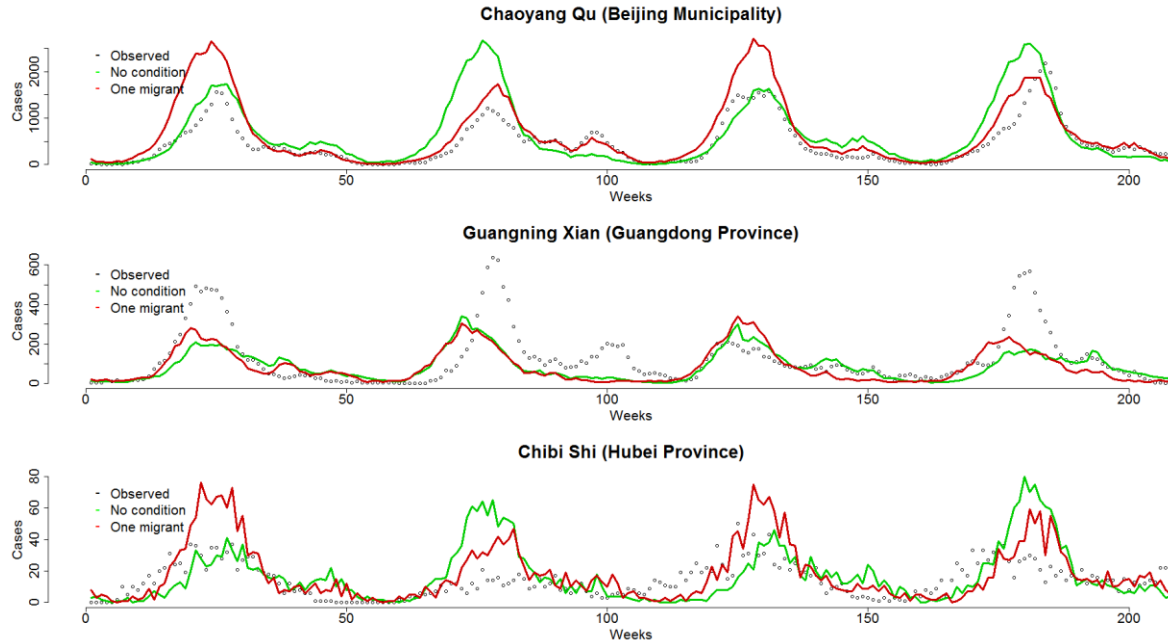 Chaoyang Qu (Beijing Municipality)
Observed
No condition
One migrant
Cases
0
1000
2000
0
50
100
150
200
Weeks
Guangning Xian (Guangdong Province)
Observed
No condition
One migrant
Cases
0
200
400
600
0
50
100
150
200
Weeks
Chibi Shi (Hubei Province)
Observed
No condition
One migrant
Cases
0
20
40
60
80
0
50
100
150
200
Weeks